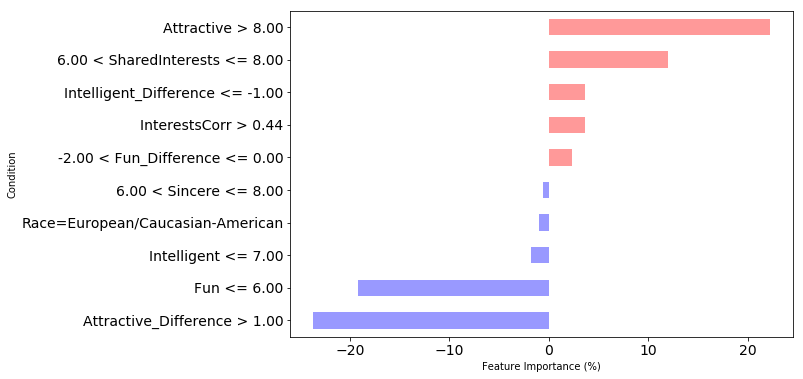 Attractive > 8.00
6.00 < SharedInterests <= 8.00
Intelligent_Difference <= -1.00
InterestsCorr > 0.44
-2.00 < Fun_Difference <= 0.00
6.00 < Sincere <= 8.00
Race=European/Caucasian-American
Intelligent <= 7.00
Fun <= 6.00
Attractive_Difference > 1.00
Condition
−20 −10 0 10 20
Feature Importance (%)